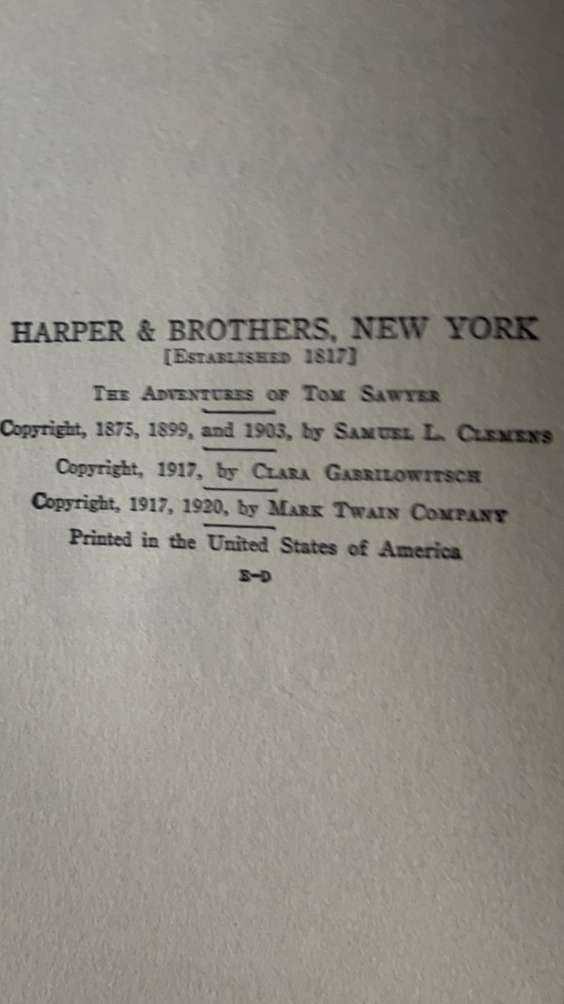 HARPER & BROTHERS, NEW YORK
[ESTABLISHED 1817]
THE ADVENTURES OF TOM SAWYER
Copyright, 1875, 1899, and 1903, by SAMUEL L. CLEMENS
Copyright, 1917, by CLARA GABRILOWITSCH
Copyright, 1917, 1920, by MARK TWAIN COMPANY
Printed in the United States of America
E-D